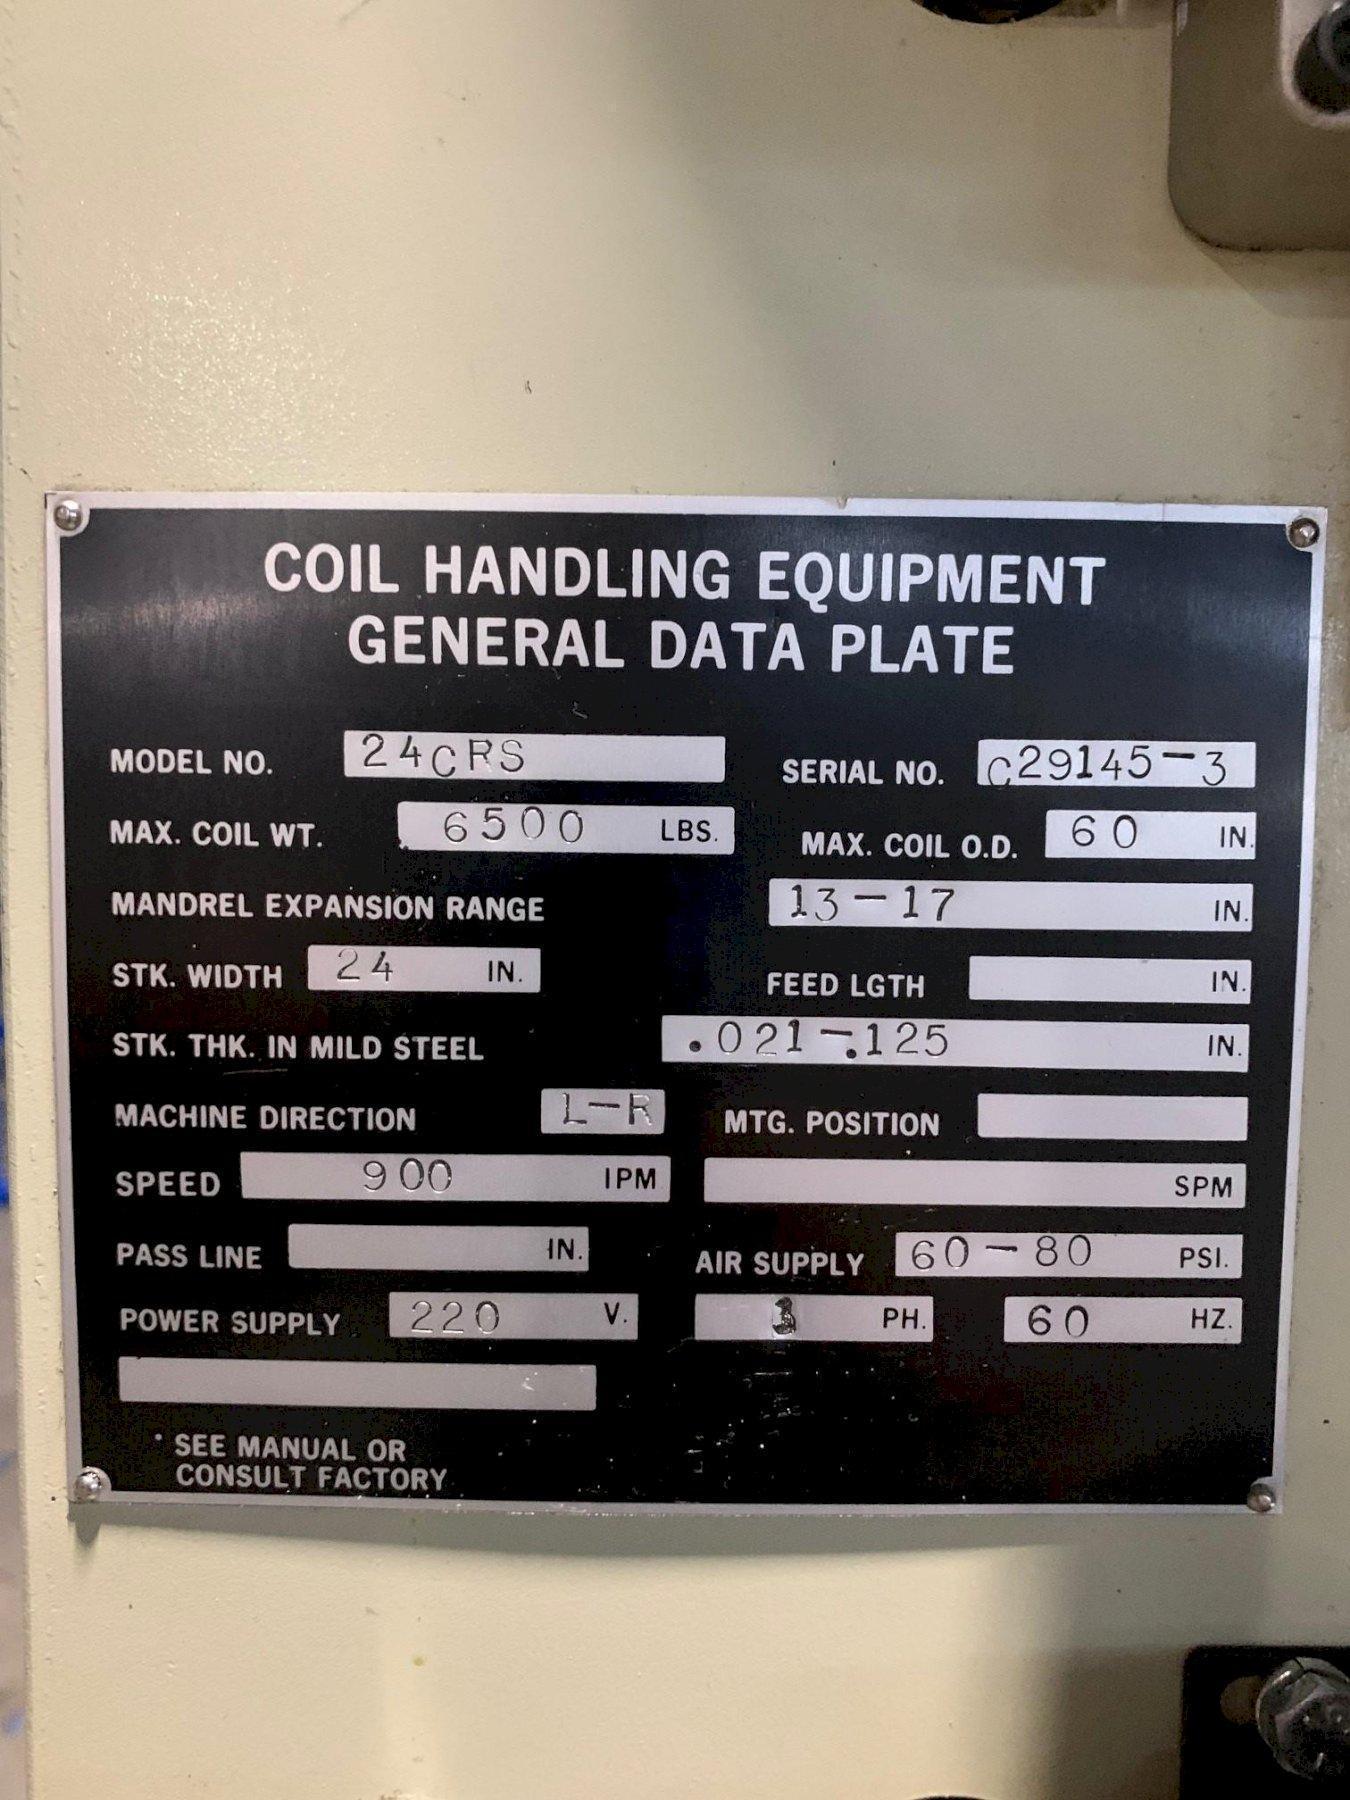 COIL HANDLING EQUIPMENT
GENERAL DATA PLATE
MODEL NO. 24CRS SERIAL NO. C29145-3
MAX. COIL WT. 6500 LBS. MAX. COIL O.D. 60 IN.
MANDREL EXPANSION RANGE 13-17 IN.
STK. WIDTH 24 IN. FEED LGTH IN.
STK. THK. IN MILD STEEL .021-.125 IN.
MACHINE DIRECTION L-R MTG. POSITION
SPEED 900 IPM SPM
PASS LINE IN. AIR SUPPLY 60-80 PSI.
POWER SUPPLY 220 V. PH. 60 HZ.
SEE MANUAL OR
CONSULT FACTORY